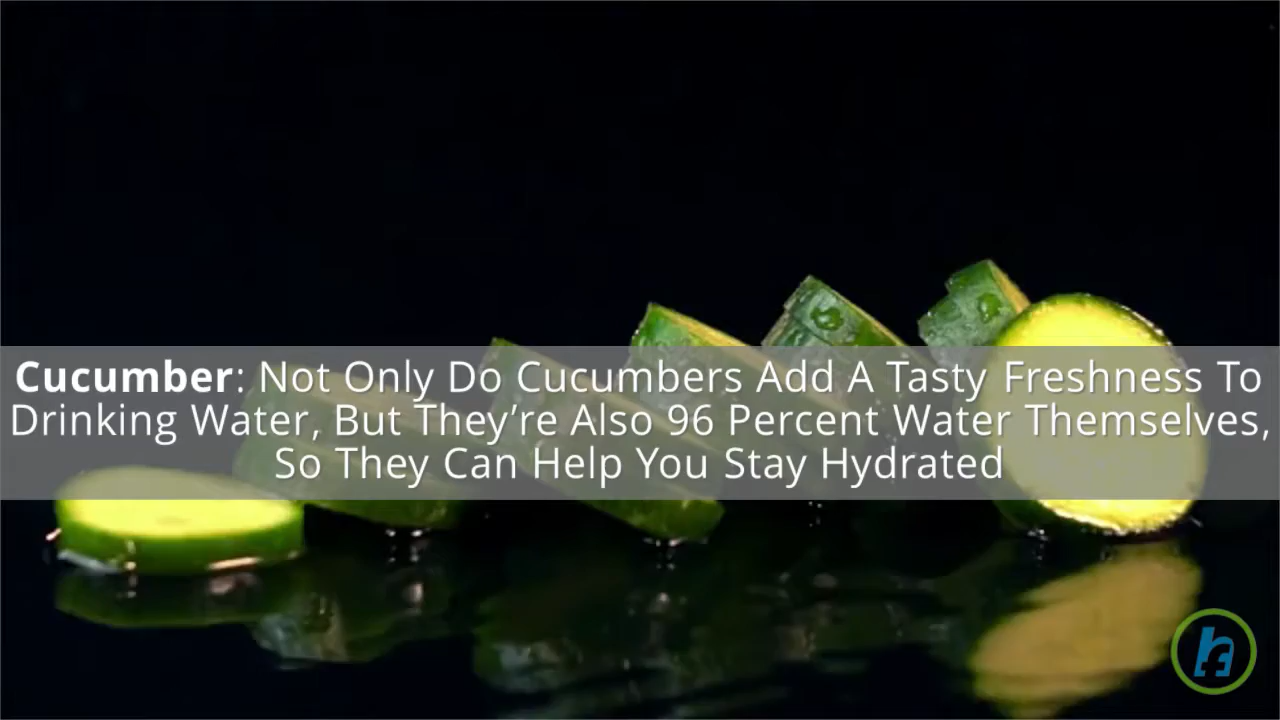 Cucumber: Not Only Do Cucumbers Add A Tasty Freshness To
Drinking Water, But They’re Also 96 Percent Water Themselves,
So They Can Help You Stay Hydrated